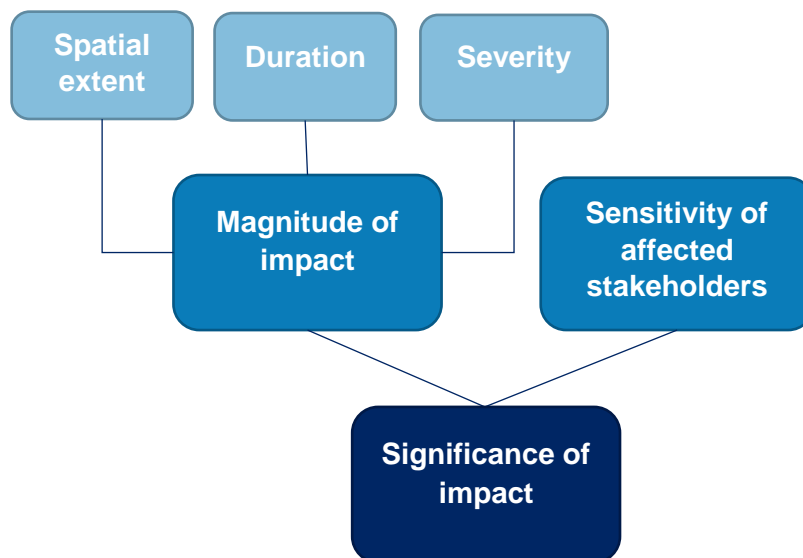 Spatial
extent
Duration
Severity
Magnitude of
impact
Sensitivity of
affected
stakeholders
Significance of
impact